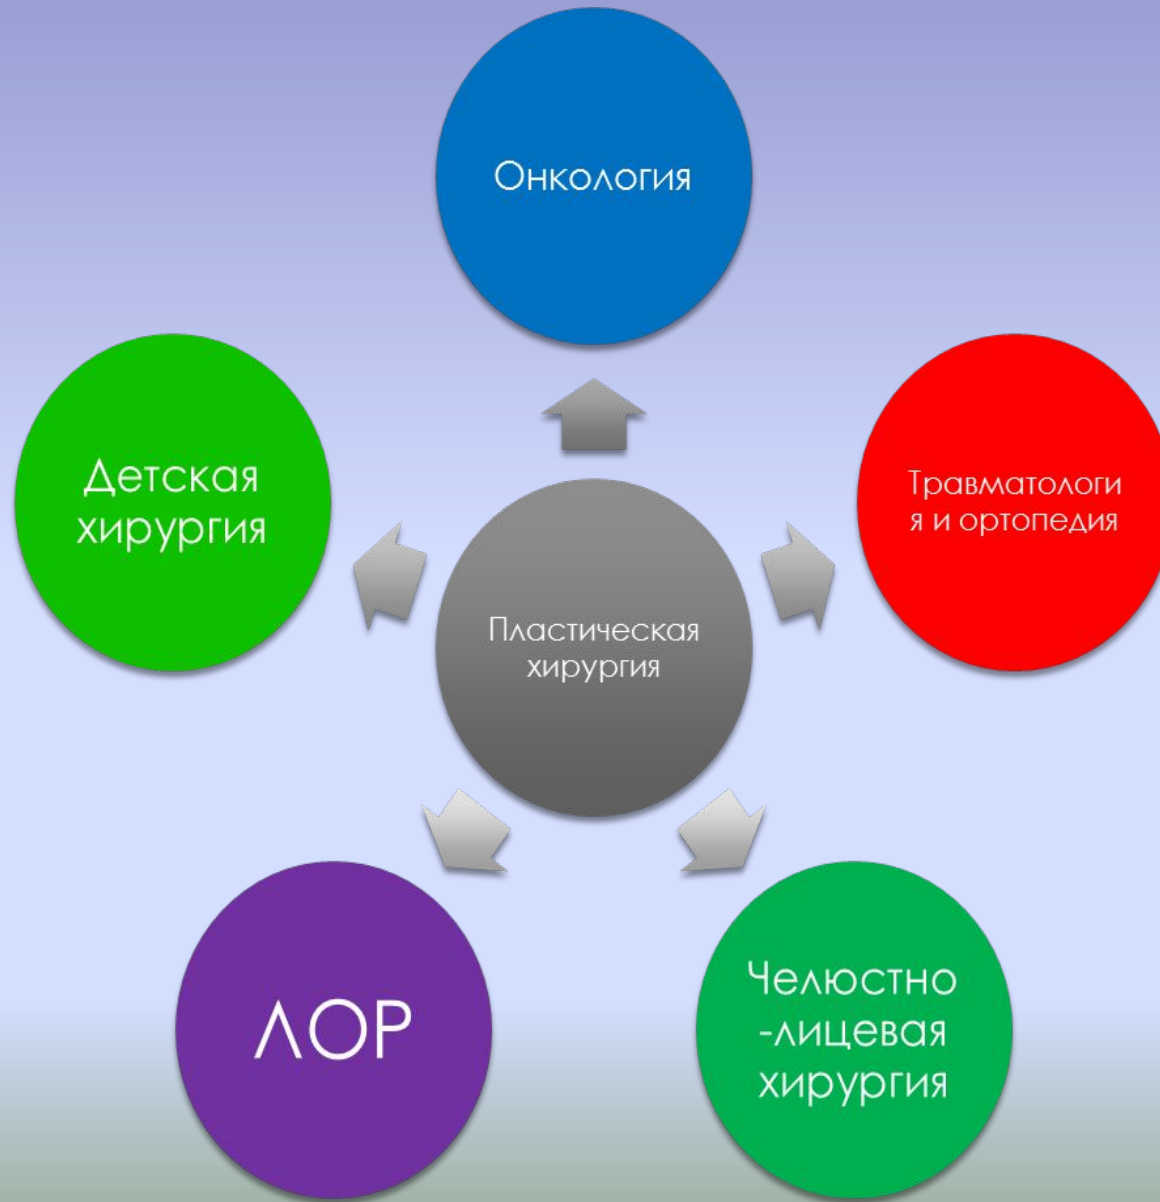 Онкология
Детская
хирургия
Травматологи
я и ортопедия
Пластическая
хирургия
ЛОР
Челюстно
-лицевая
хирургия